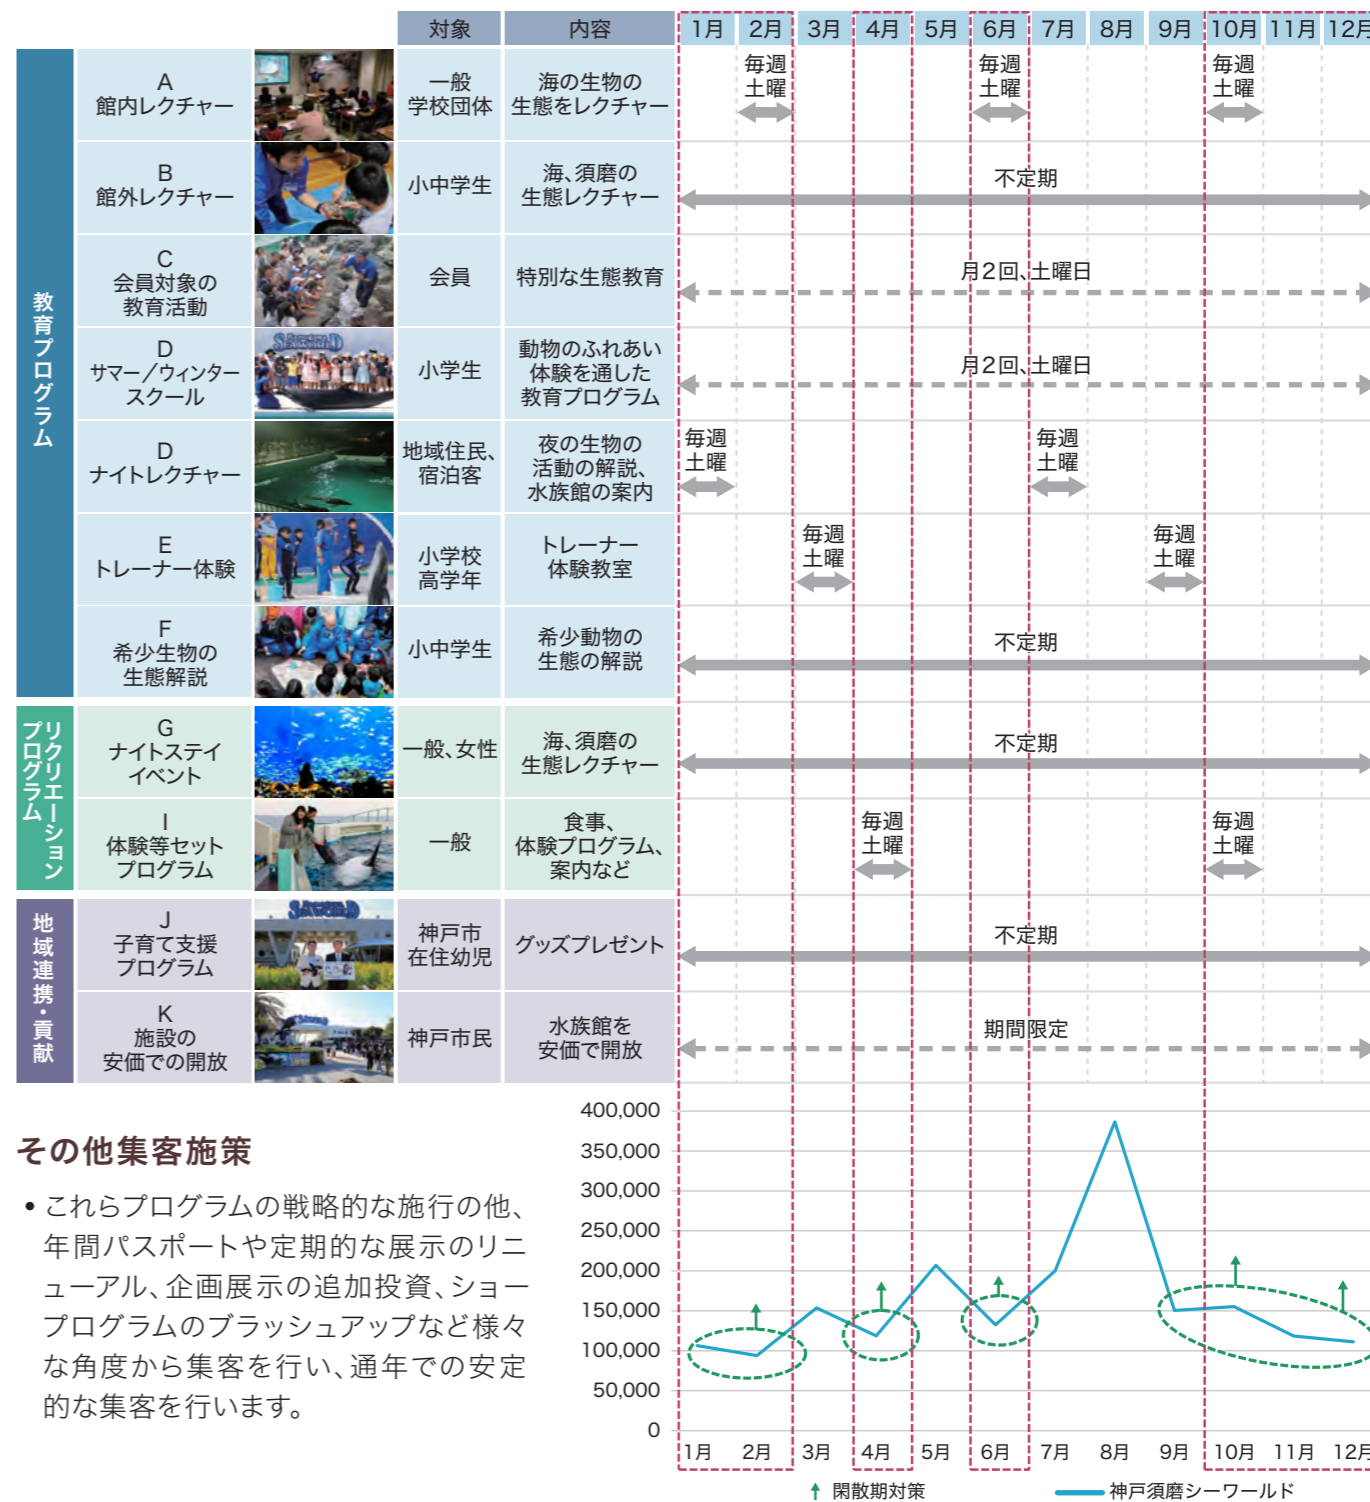 対象 内容 1月 2月 3月 4月 5月 6月 7月 8月 9月 10月 11月 12月
教育プログラム
A
館内レクチャー
一般
学校団体
海の生物の
生態をレクチャー
毎週
土曜
毎週
土曜
毎週
土曜
B
館外レクチャー
小中学生
海、須磨の
生態レクチャー
不定期
C
会員対象の
教育活動
会員
特別な生態教育
月2回、土曜日
D
サマー／ウィンター
スクール
小学生
動物のふれあい
体験を通した
教育プログラム
月2回、土曜日
D
ナイトレクチャー
地域住民、
宿泊客
夜の生物の
活動の解説、
水族館の案内
毎週
土曜
毎週
土曜
E
トレーナー体験
小学校
高学年
トレーナー
体験教室
毎週
土曜
毎週
土曜
F
希少生物の
生態解説
小中学生
希少動物の
生態の解説
不定期
リクリエーション
プログラム
G
ナイトステイ
イベント
一般、女性
海、須磨の
生態レクチャー
不定期
I
体験等セット
プログラム
一般
食事、
体験プログラム、
案内など
毎週
土曜
毎週
土曜
地域連携・貢献
J
子育て支援
プログラム
神戸市
在住幼児
グッズプレゼント
不定期
K
施設の
安価での開放
神戸市民
水族館を
安価で開放
期間限定
その他集客施策
•これらプログラムの戦略的な施行の他、
年間パスポートや定期的な展示のリニ
ューアル、企画展示の追加投資、ショー
プログラムのブラッシュアップなど様々
な角度から集客を行い、通年での安定
的な集客を行います。
400,000
350,000
300,000
250,000
200,000
150,000
100,000
50,000
0
1月 2月 3月 4月 5月 6月 7月 8月 9月 10月 11月 12月
閑散期対策 神戸須磨シーワールド